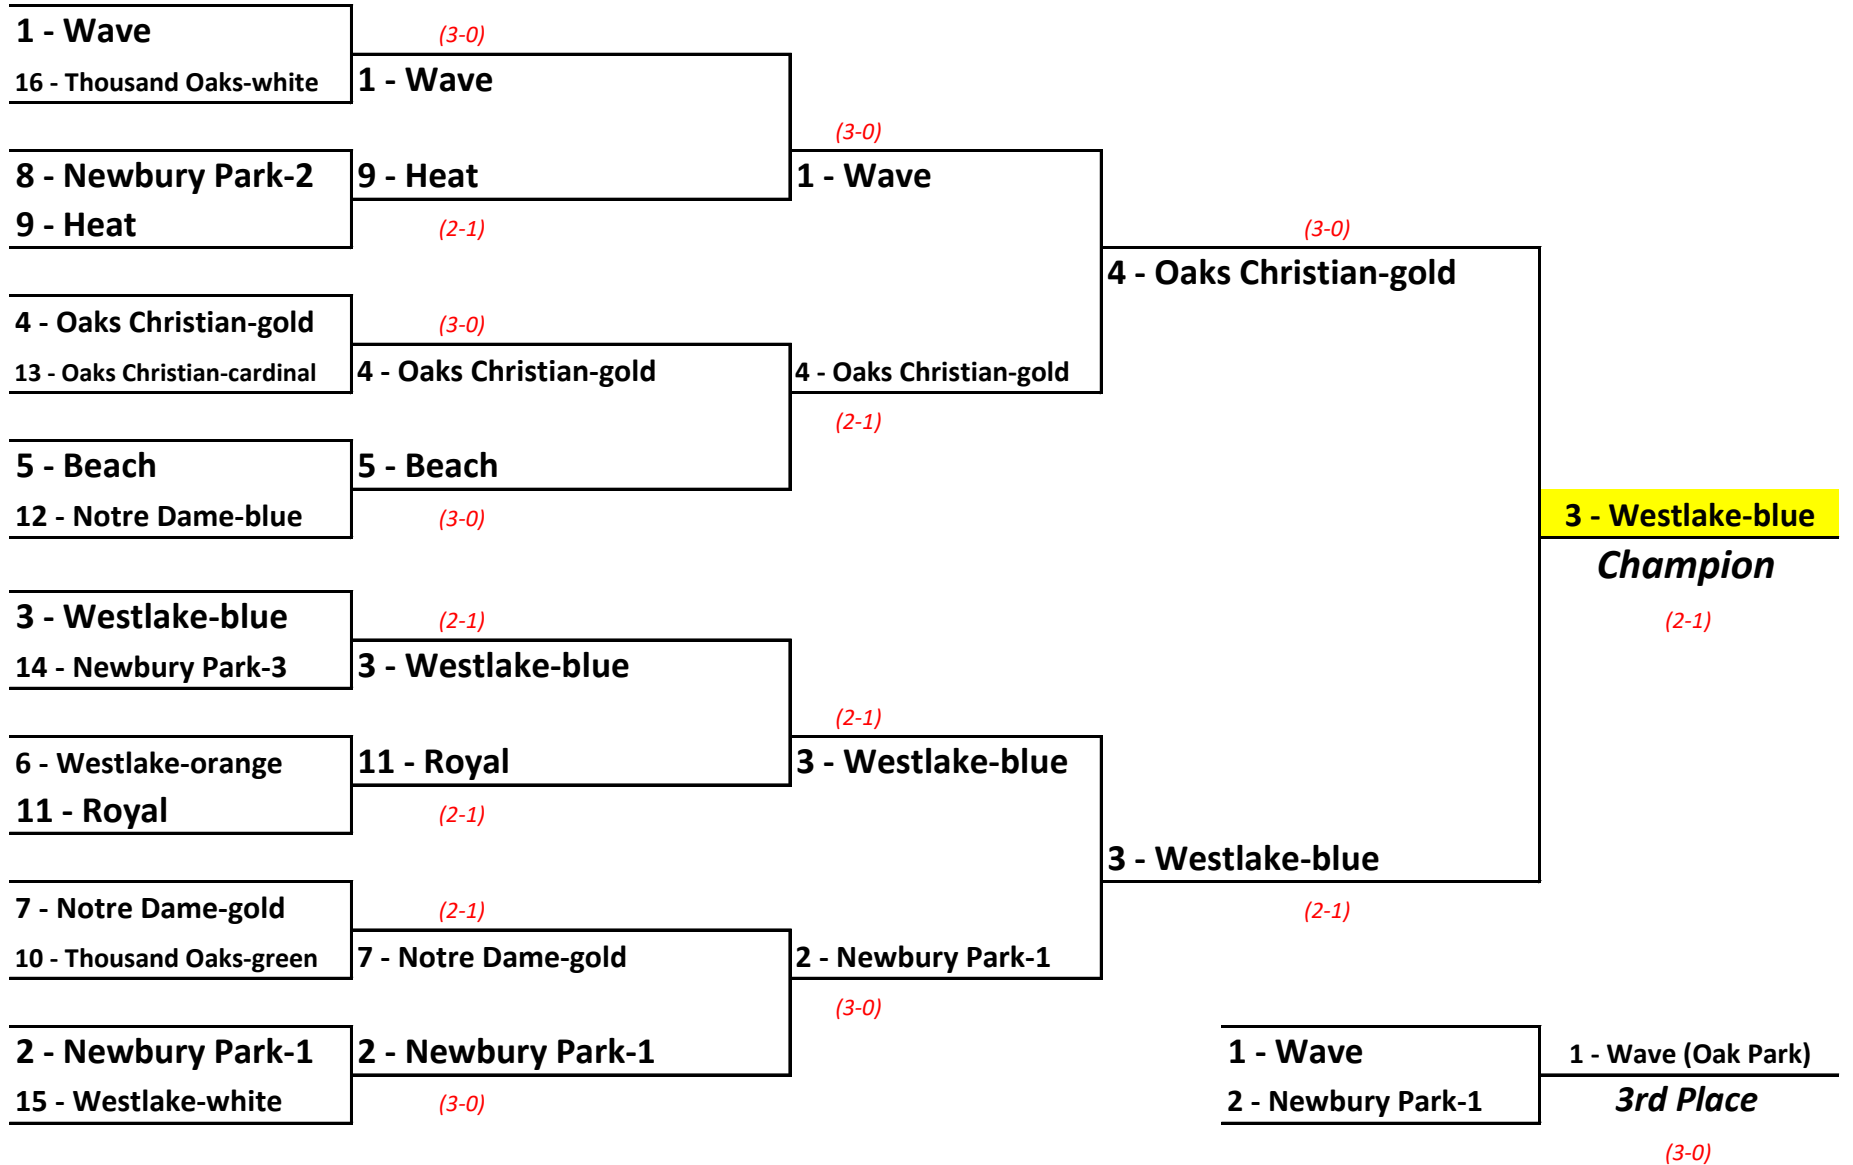 1 - Wave
16 - Thousand Oaks-white
8 - Newbury Park-2
9 - Heat
4 - Oaks Christian-gold
13 - Oaks Christian-cardinal
5 - Beach
12 - Notre Dame-blue
3 - Westlake-blue
14 - Newbury Park-3
6 - Westlake-orange
11 - Royal
7 - Notre Dame-gold
10 - Thousand Oaks-green
2 - Newbury Park-1
15 - Westlake-white
(3-0)
1 - Wave
9 - Heat
(2-1)
(3-0)
4 - Oaks Christian-gold
5 - Beach
(3-0)
(2-1)
3 - Westlake-blue
11 - Royal
(2-1)
(2-1)
7 - Notre Dame-gold
2 - Newbury Park-1
(3-0)
(3-0)
1 - Wave
4 - Oaks Christian-gold
(2-1)
(2-1)
3 - Westlake-blue
2 - Newbury Park-1
(3-0)
(3-0)
4 - Oaks Christian-gold
3 - Westlake-blue
(2-1)
3 - Westlake-blue
Champion
(2-1)
1 - Wave
2 - Newbury Park-1
1 - Wave (Oak Park)
3rd Place
(3-0)